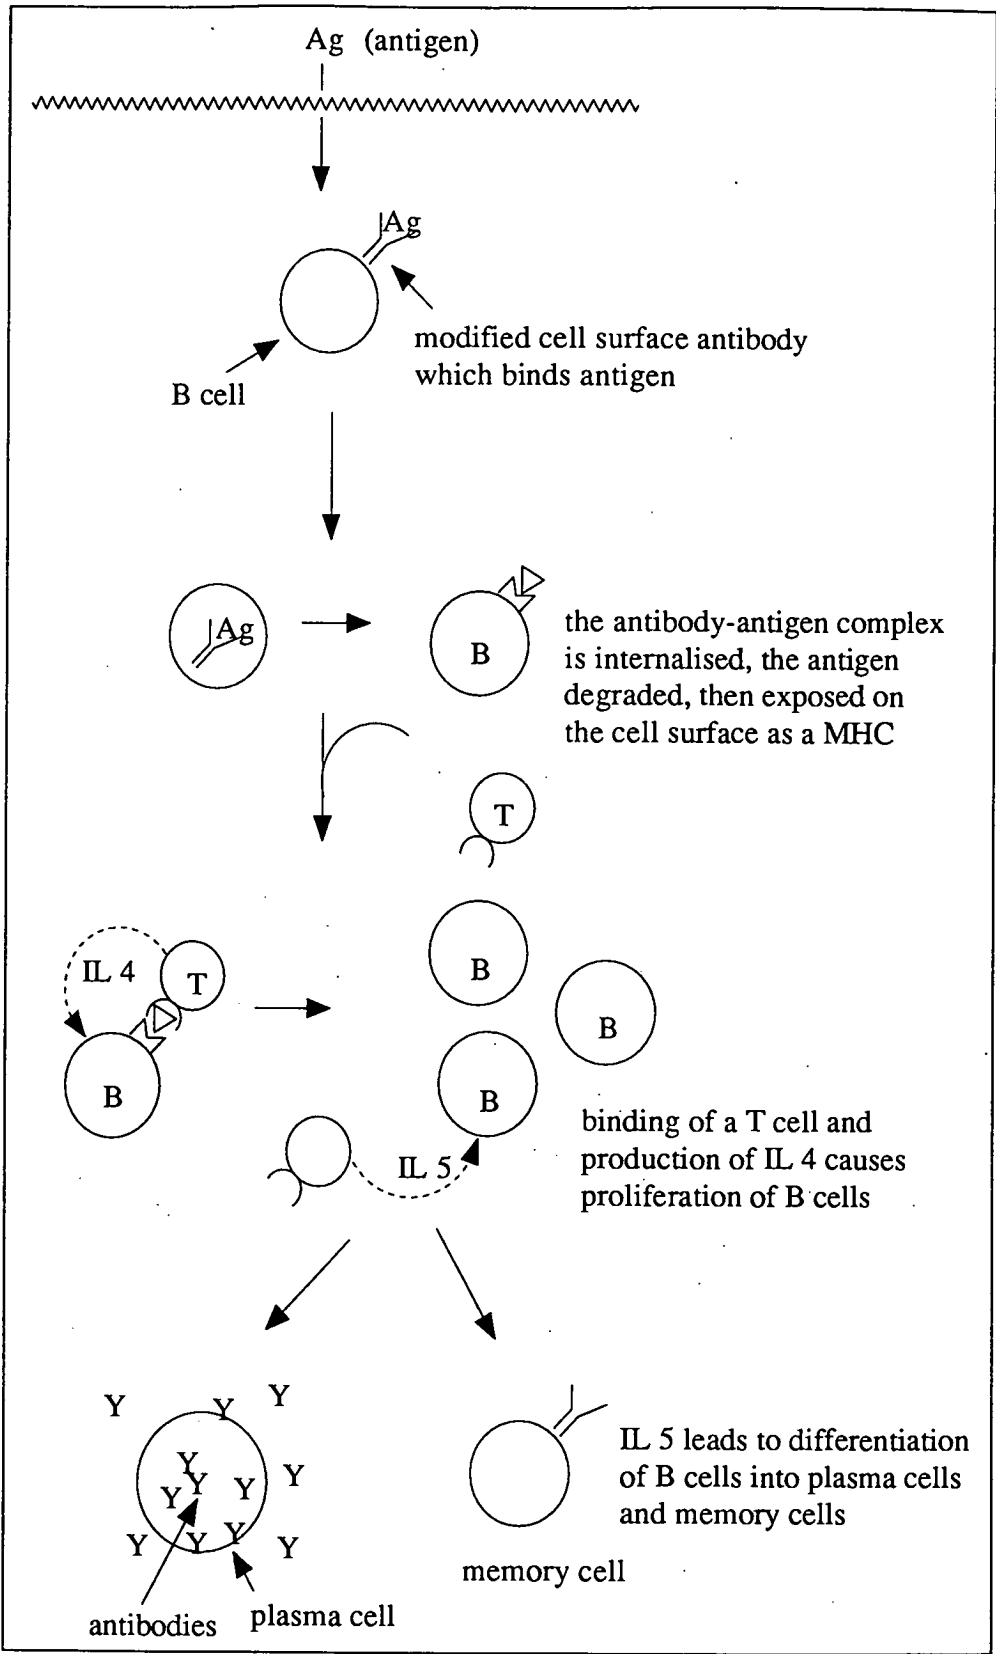 Ag (antigen)
Ag
modified cell surface antibody
which binds antigen
B cell
Ag
B
the antibody-antigen complex
is internalised, the antigen
degraded, then exposed on
the cell surface as a MHC
T
IL 4
T
B
B
B
B
IL 5
binding of a T cell and
production of IL 4 causes
proliferation of B cells
Y
Y
Y
Y
Y
Y
Y
Y
Y
Y
Y
Y
IL 5 leads to differentiation
of B cells into plasma cells
and memory cells
memory cell
antibodies
plasma cell